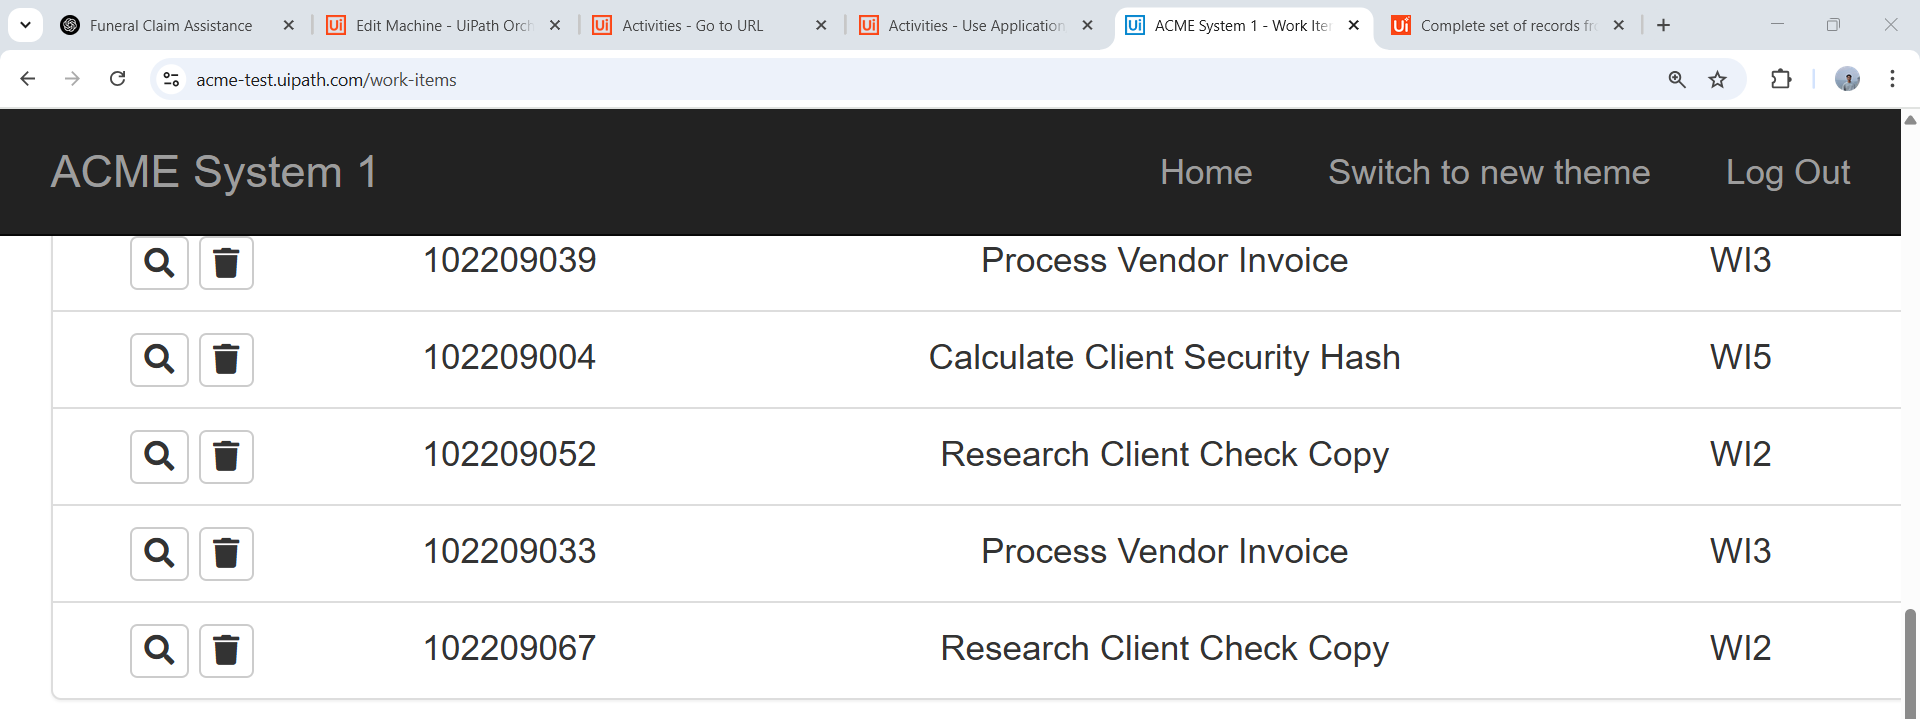 Funeral Claim Assistance
Edit Machine - UiPath Orch
Activities - Go to URL
Activities - Use Application
ACME System 1 - Work Iter
Complete set of records fr
acme-test.uipath.com/work-items
ACME System 1 Home Switch to new theme Log Out
102209039 Process Vendor Invoice WI3
102209004 Calculate Client Security Hash WI5
102209052 Research Client Check Copy WI2
102209033 Process Vendor Invoice WI3
102209067 Research Client Check Copy WI2